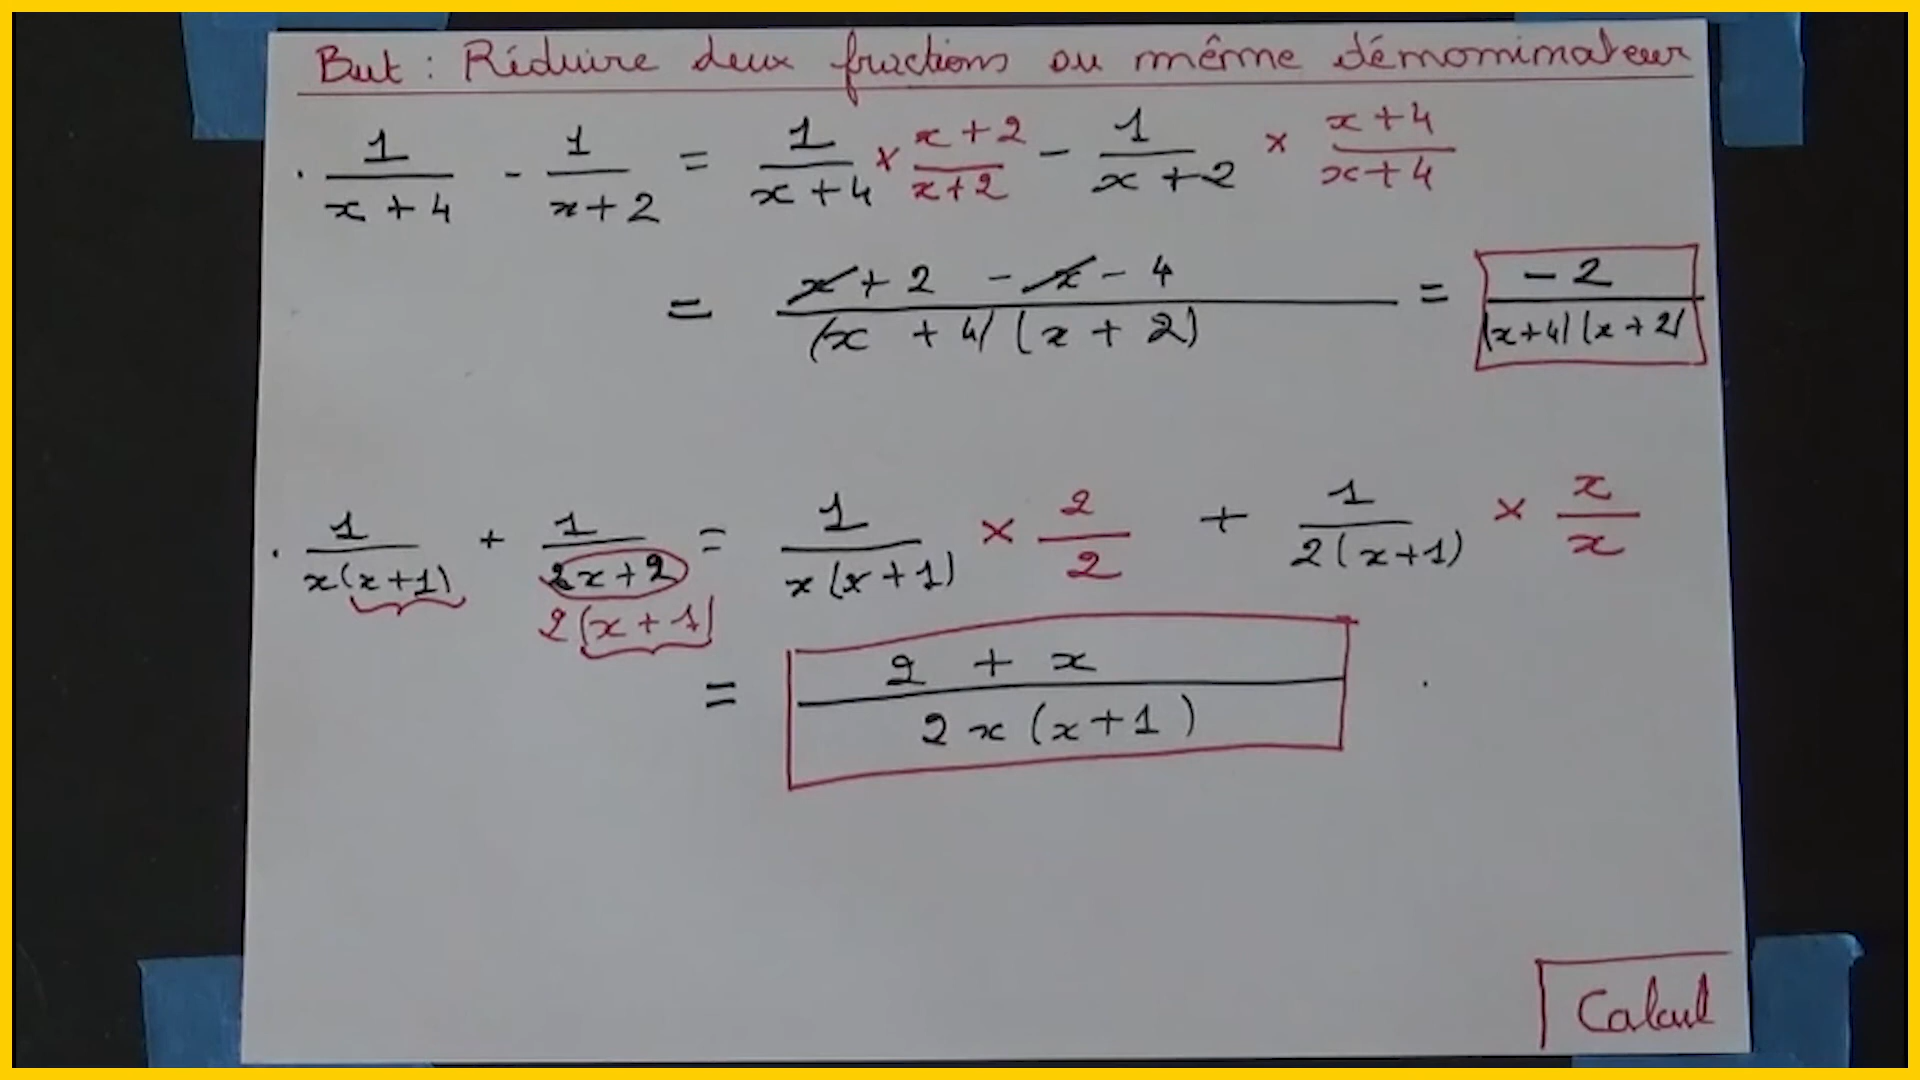 But : Réduire deux fractions au même dénominateur
· 1/(x+4) - 1/(x+2) = 1/(x+4) × (x+2)/(x+2) - 1/(x+2) × (x+4)/(x+4)
= (x+2 - x - 4)/((x+4)(x+2)) = -2/((x+4)(x+2))
· 1/(x(x+1)) + 1/(2x+2) = 1/(x(x+1)) × 2/2 + 1/(2(x+1)) × x/x
2(x+1)
= (2+x)/(2x(x+1))
Calcul